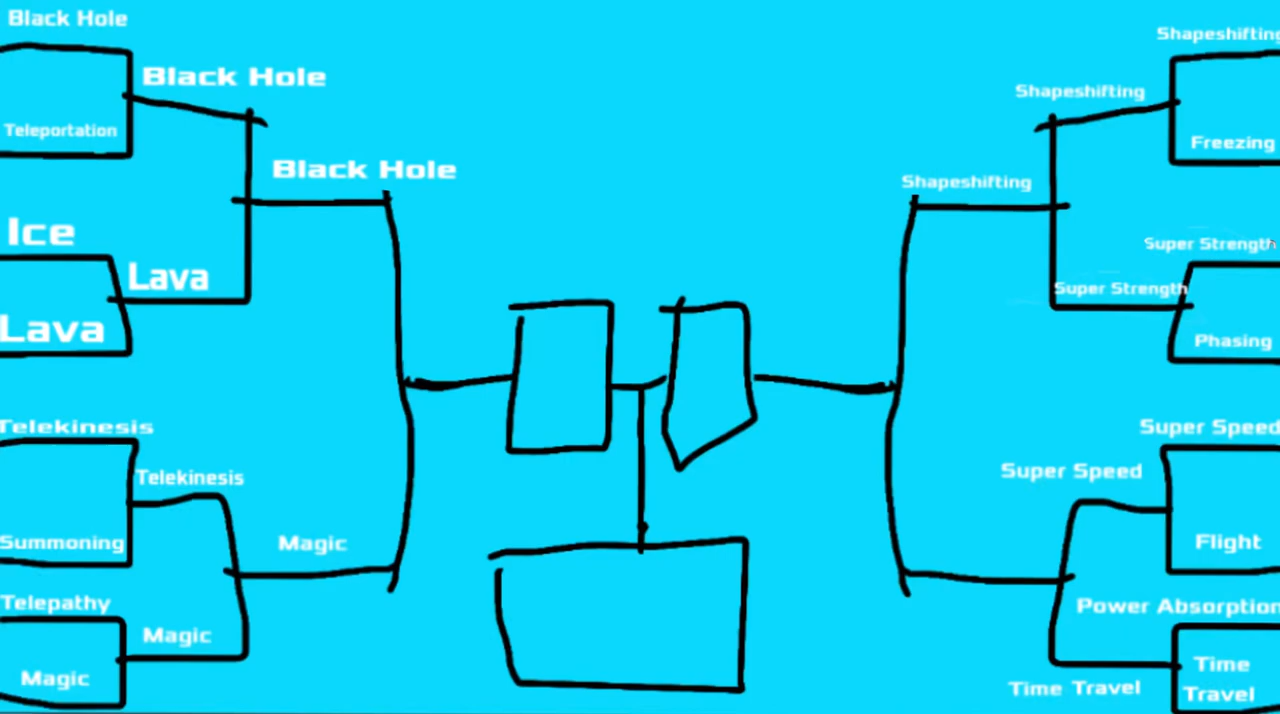 Black Hole
Black Hole
Teleportation
Black Hole
Ice
Lava
Lava
Telekinesis
Telekinesis
Summoning
Magic
Telepathy
Magic
Magic
Shapeshifting
Shapeshifting
Freezing
Shapeshifting
Super Strength
Super Strength
Phasing
Super Speed
Super Speed
Flight
Power Absorption
Time
Travel
Time Travel